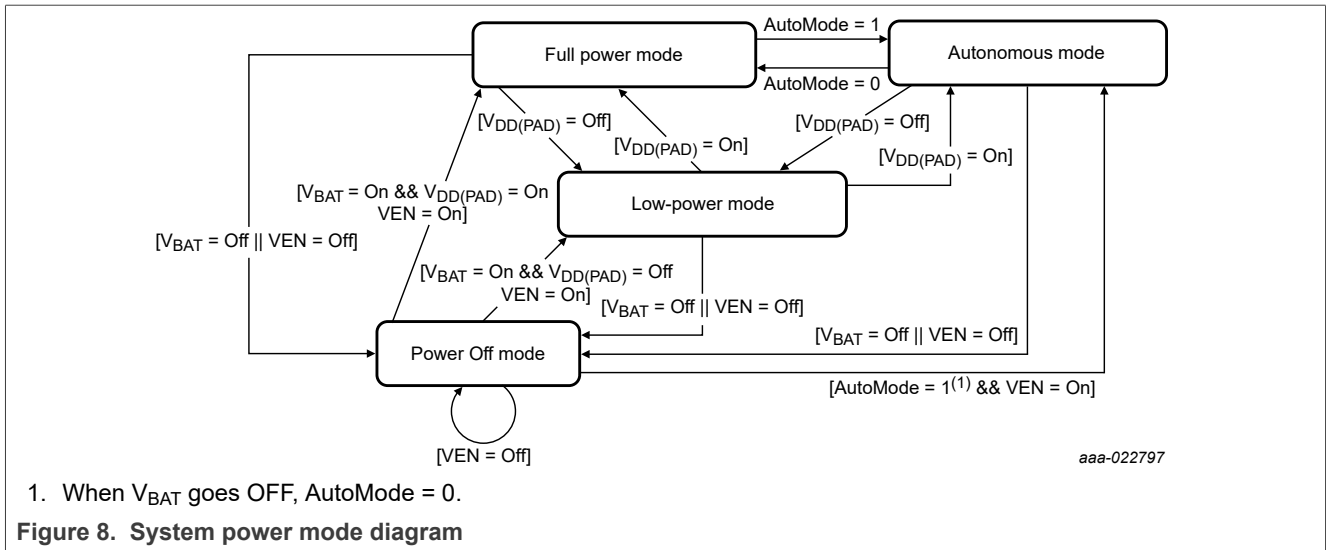 AutoMode = 1
Full power mode
Autonomous mode
AutoMode = 0
[VDD(PAD) = Off]
[VDD(PAD) = Off]
[VDD(PAD) = On]
[VDD(PAD) = On]
[VBAT = On && VDD(PAD) = On
VEN = On]
Low-power mode
[VBAT = Off || VEN = Off]
[VBAT = On && VDD(PAD) = Off
VEN = On]
[VBAT = Off || VEN = Off]
[VBAT = Off || VEN = Off]
Power Off mode
[AutoMode = 1(1) && VEN = On]
[VEN = Off]
aaa-022797
1. When VBAT goes OFF, AutoMode = 0.
Figure 8. System power mode diagram